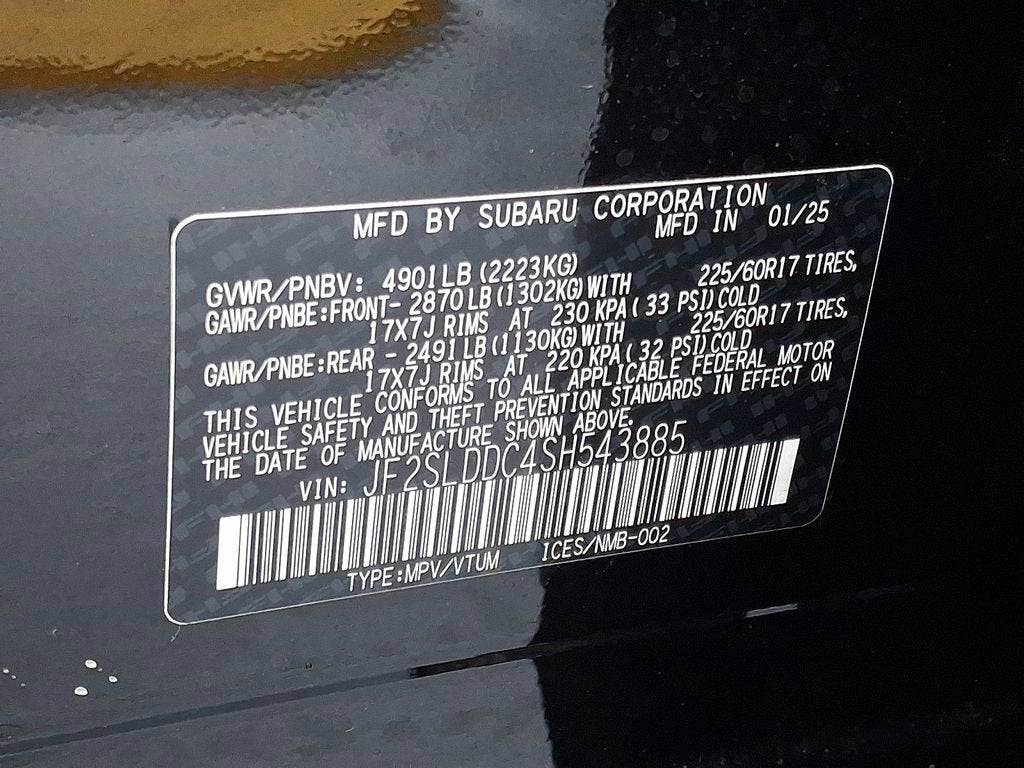 MFD BY SUBARU CORPORATION
MFD IN 01/25
GVWR/PNBV: 4901LB(2223KG)
GAWR/PNBE:FRONT- 2870LB(1302KG)WITH 225/60R17 TIRES,
17X7J RIMS AT 230 KPA( 33 PSI)COLD
GAWR/PNBE:REAR - 2491LB(1130KG)WITH 225/60R17 TIRES,
17X7J RIMS AT 220 KPA( 32 PSI)COLD
THIS VEHICLE CONFORMS TO ALL APPLICABLE FEDERAL MOTOR
VEHICLE SAFETY AND THEFT PREVENTION STANDARDS IN EFFECT ON
THE DATE OF MANUFACTURE SHOWN ABOVE.
VIN: JF2SLDDC4SH543885
TYPE:MPV/VTUM ICES/NMB-002